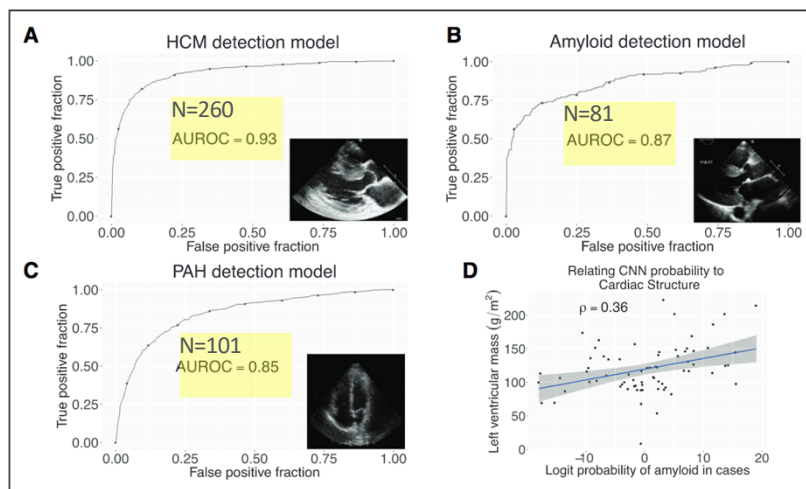 A
HCM detection model
True positive fraction
1.00
0.75
0.50
0.25
0.00
N=260
AUROC = 0.93
0.00 0.25 0.50 0.75 1.00
False positive fraction
B
Amyloid detection model
True positive fraction
1.00
0.75
0.50
0.25
0.00
N=81
AUROC = 0.87
0.00 0.25 0.50 0.75 1.00
False positive fraction
C
PAH detection model
True positive fraction
1.00
0.75
0.50
0.25
0.00
N=101
AUROC = 0.85
0.00 0.25 0.50 0.75 1.00
False positive fraction
D
Relating CNN probability to
Cardiac Structure
Left ventricular mass (g/m²)
200
150
100
50
0
ρ = 0.36
−10 0 10 20
Logit probability of amyloid in cases